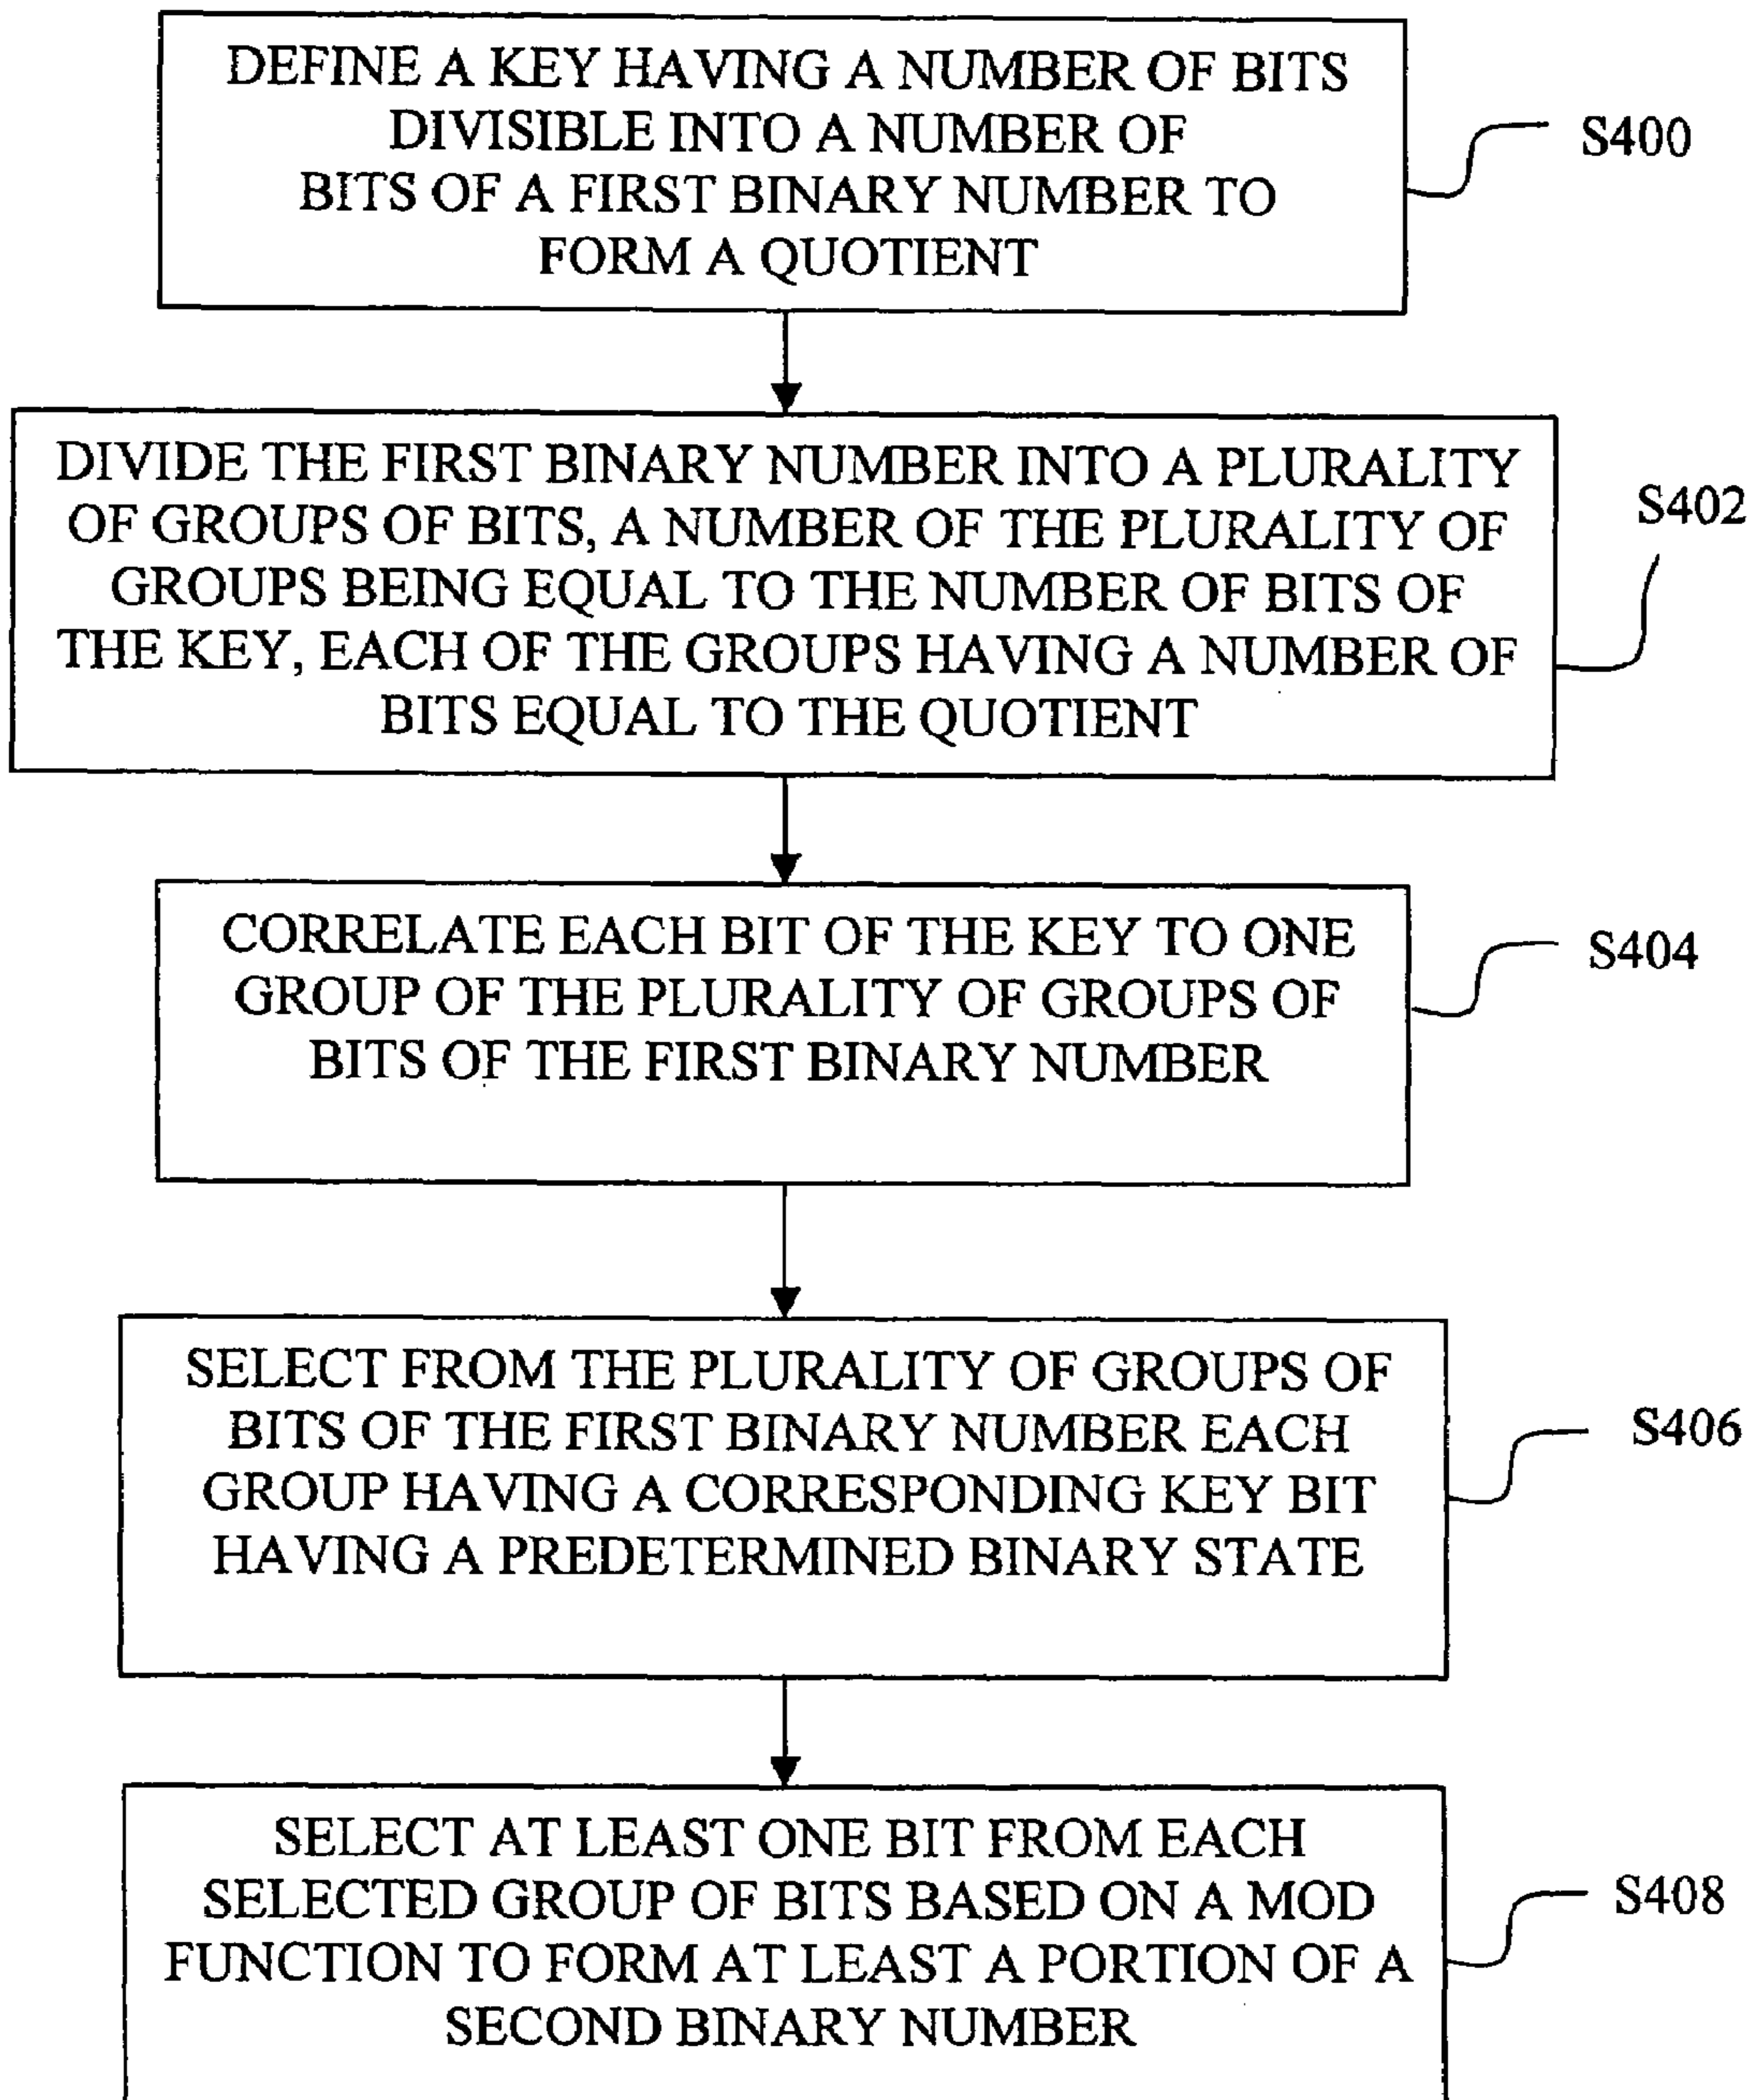 DEFINE A KEY HAVING A NUMBER OF BITS
DIVISIBLE INTO A NUMBER OF
BITS OF A FIRST BINARY NUMBER TO
FORM A QUOTIENT
S400
DIVIDE THE FIRST BINARY NUMBER INTO A PLURALITY
OF GROUPS OF BITS, A NUMBER OF THE PLURALITY OF
GROUPS BEING EQUAL TO THE NUMBER OF BITS OF
THE KEY, EACH OF THE GROUPS HAVING A NUMBER OF
BITS EQUAL TO THE QUOTIENT
S402
CORRELATE EACH BIT OF THE KEY TO ONE
GROUP OF THE PLURALITY OF GROUPS OF
BITS OF THE FIRST BINARY NUMBER
S404
SELECT FROM THE PLURALITY OF GROUPS OF
BITS OF THE FIRST BINARY NUMBER EACH
GROUP HAVING A CORRESPONDING KEY BIT
HAVING A PREDETERMINED BINARY STATE
S406
SELECT AT LEAST ONE BIT FROM EACH
SELECTED GROUP OF BITS BASED ON A MOD
FUNCTION TO FORM AT LEAST A PORTION OF A
SECOND BINARY NUMBER
S408